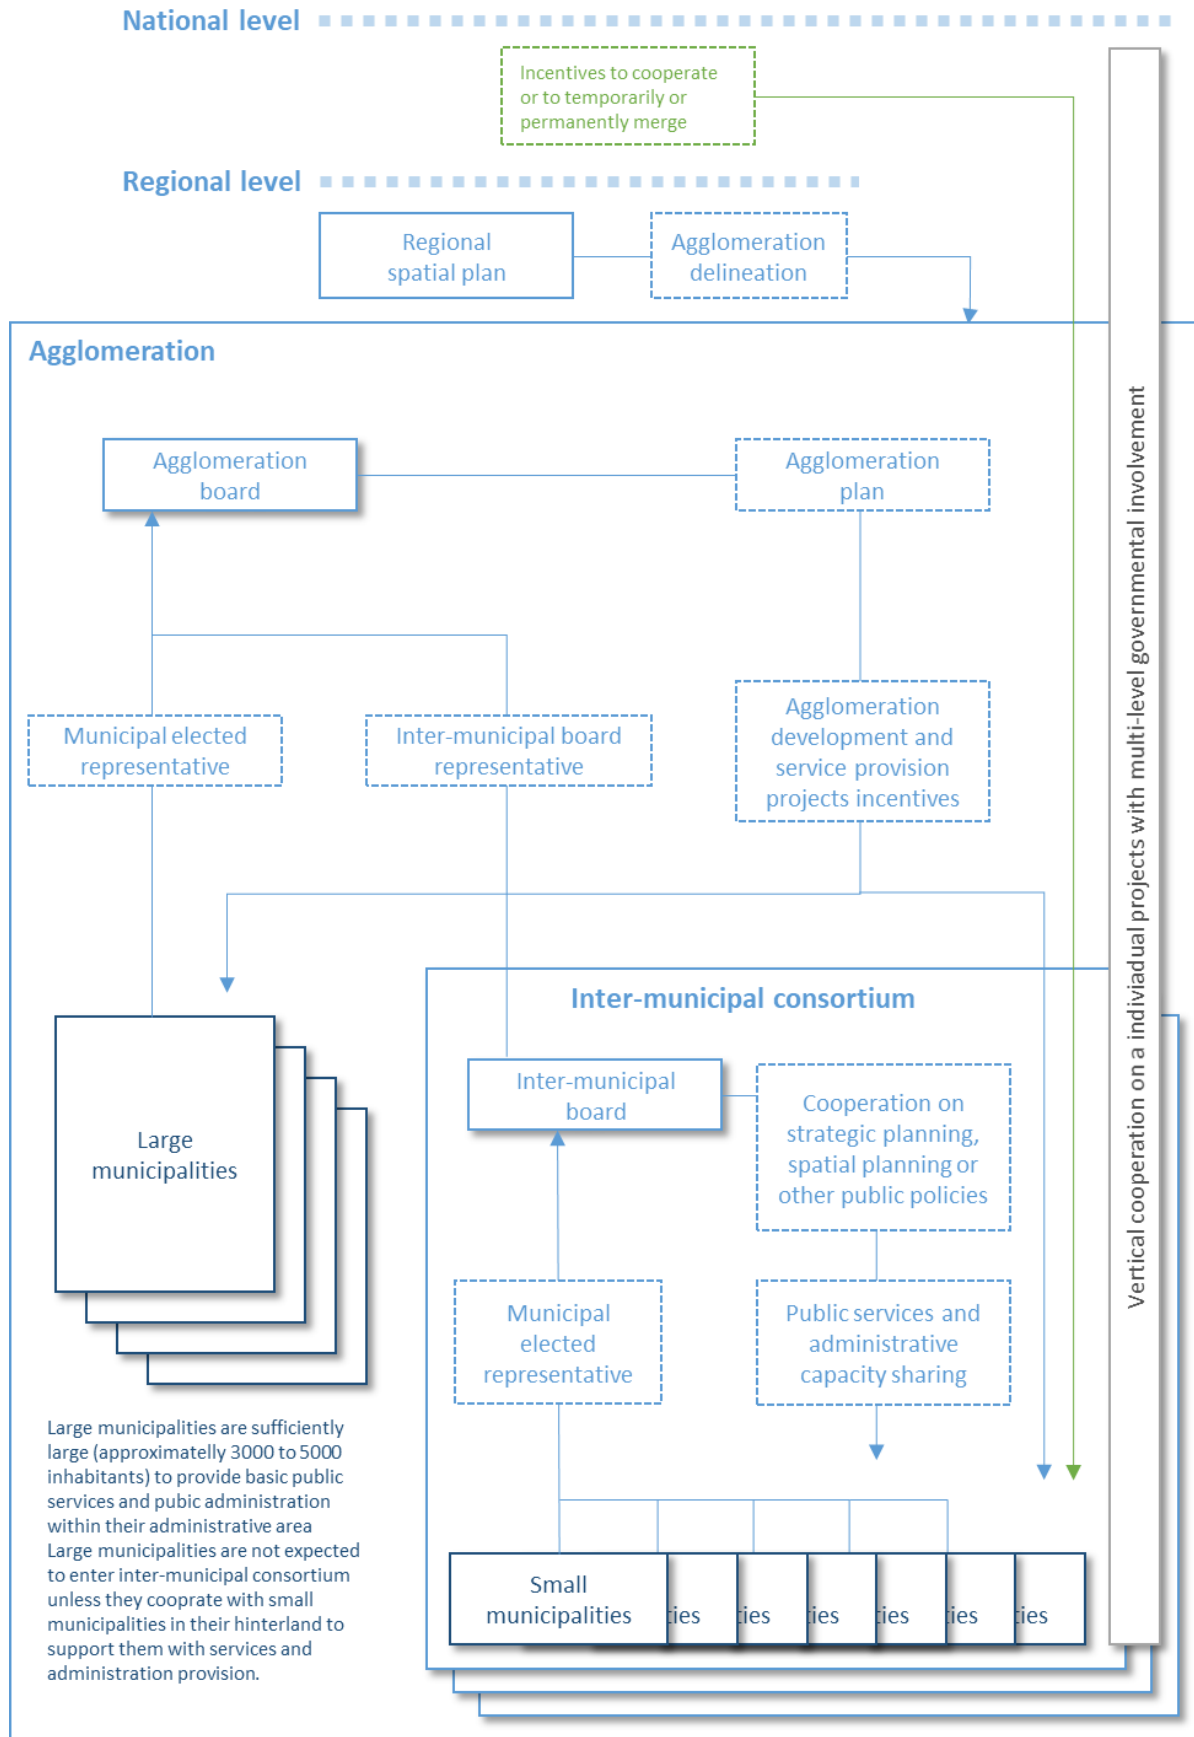 National level
Incentives to cooperate
or to temporarily or
permanently merge
Regional level
Regional
spatial plan
Agglomeration
delineation
Agglomeration
Agglomeration
board
Agglomeration
plan
Municipal elected
representative
Inter-municipal board
representative
Agglomeration
development and
service provision
projects incentives
Vertical cooperation on a indiviadual projects with multi-level governmental involvement
Inter-municipal consortium
Inter-municipal
board
Cooperation on
strategic planning,
spatial planning or
other public policies
Large
municipalities
Municipal
elected
representative
Public services and
administrative
capacity sharing
Large municipalities are sufficiently
large (approximatelly 3000 to 5000
inhabitants) to provide basic public
services and pubic administration
within their administrative area
Large municipalities are not expected
to enter inter-municipal consortium
unless they cooprate with small
municipalities in their hinterland to
support them with services and
administration provision.
Small
municipalities
ties
ties
ties
ties
ties